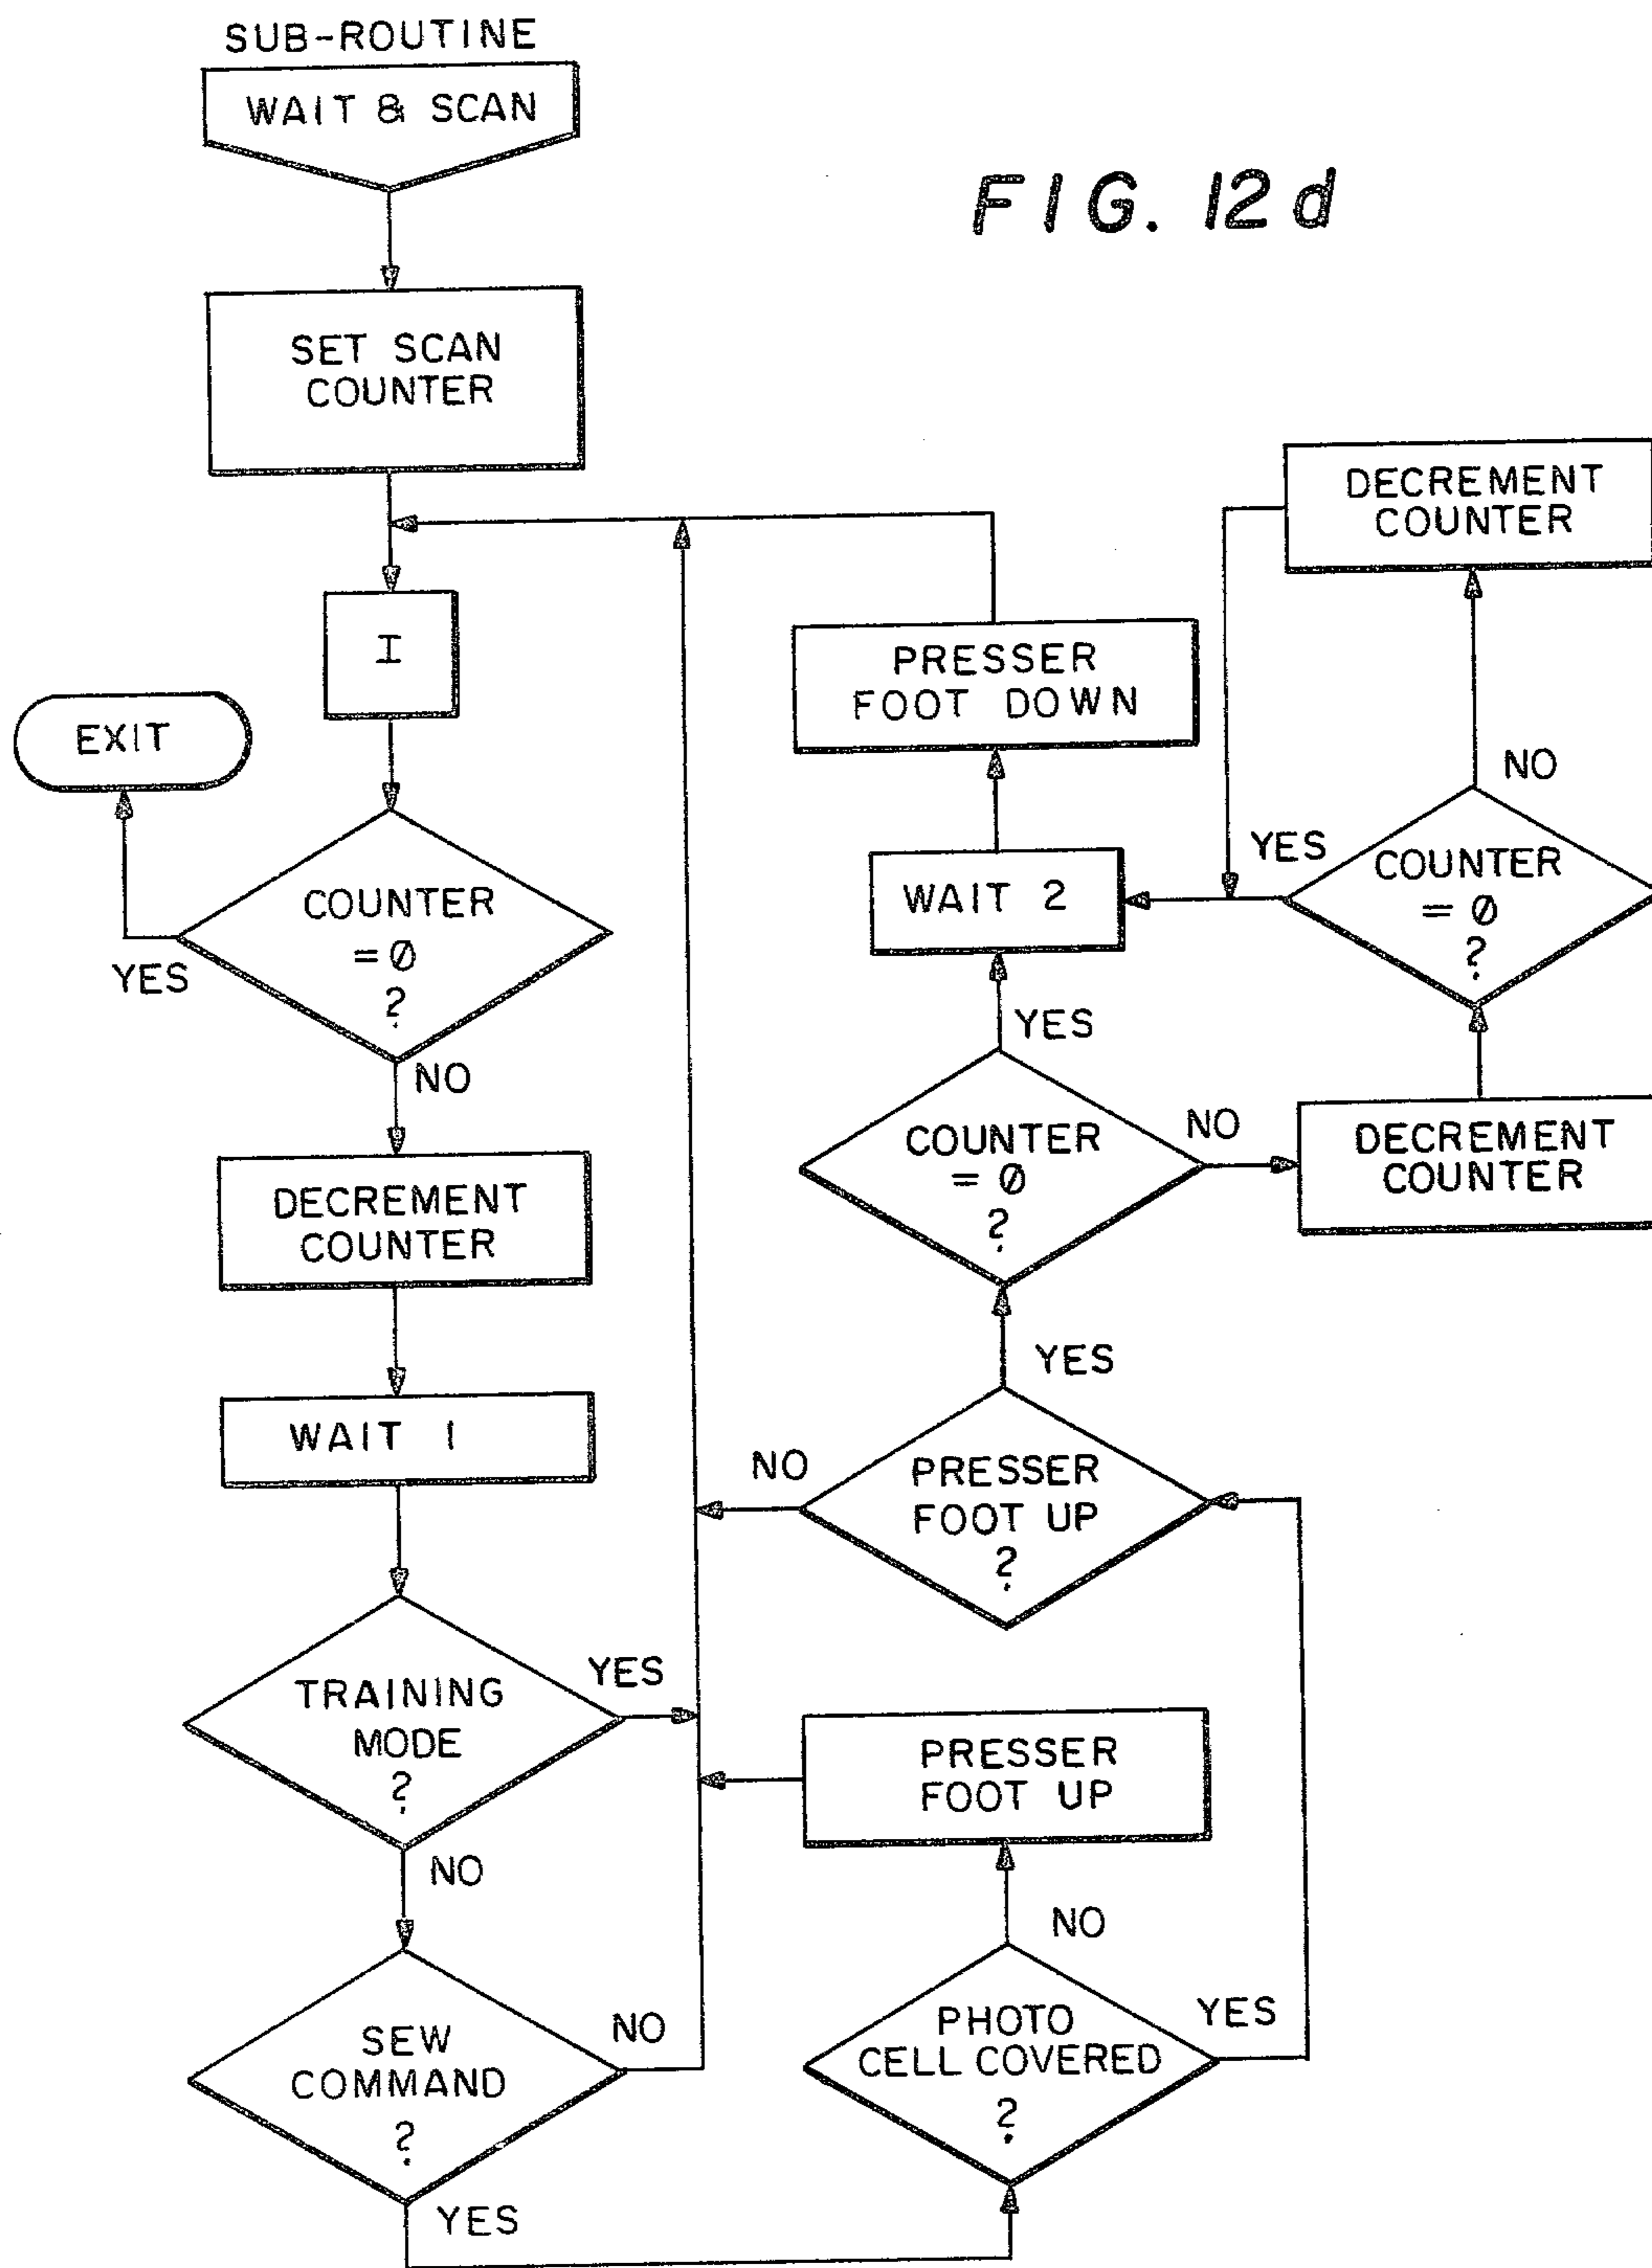 SUB-ROUTINE
WAIT & SCAN
FIG. 12d
SET SCAN
COUNTER
I
EXIT
COUNTER
= Ø
?
YES
NO
DECREMENT
COUNTER
WAIT 1
TRAINING
MODE
?
YES
NO
SEW
COMMAND
?
NO
YES
PHOTO
CELL COVERED
?
YES
NO
PRESSER
FOOT UP
PRESSER
FOOT UP
?
NO
YES
COUNTER
= Ø
?
NO
YES
DECREMENT
COUNTER
COUNTER
= Ø
?
YES
NO
DECREMENT
COUNTER
WAIT 2
PRESSER
FOOT DOWN